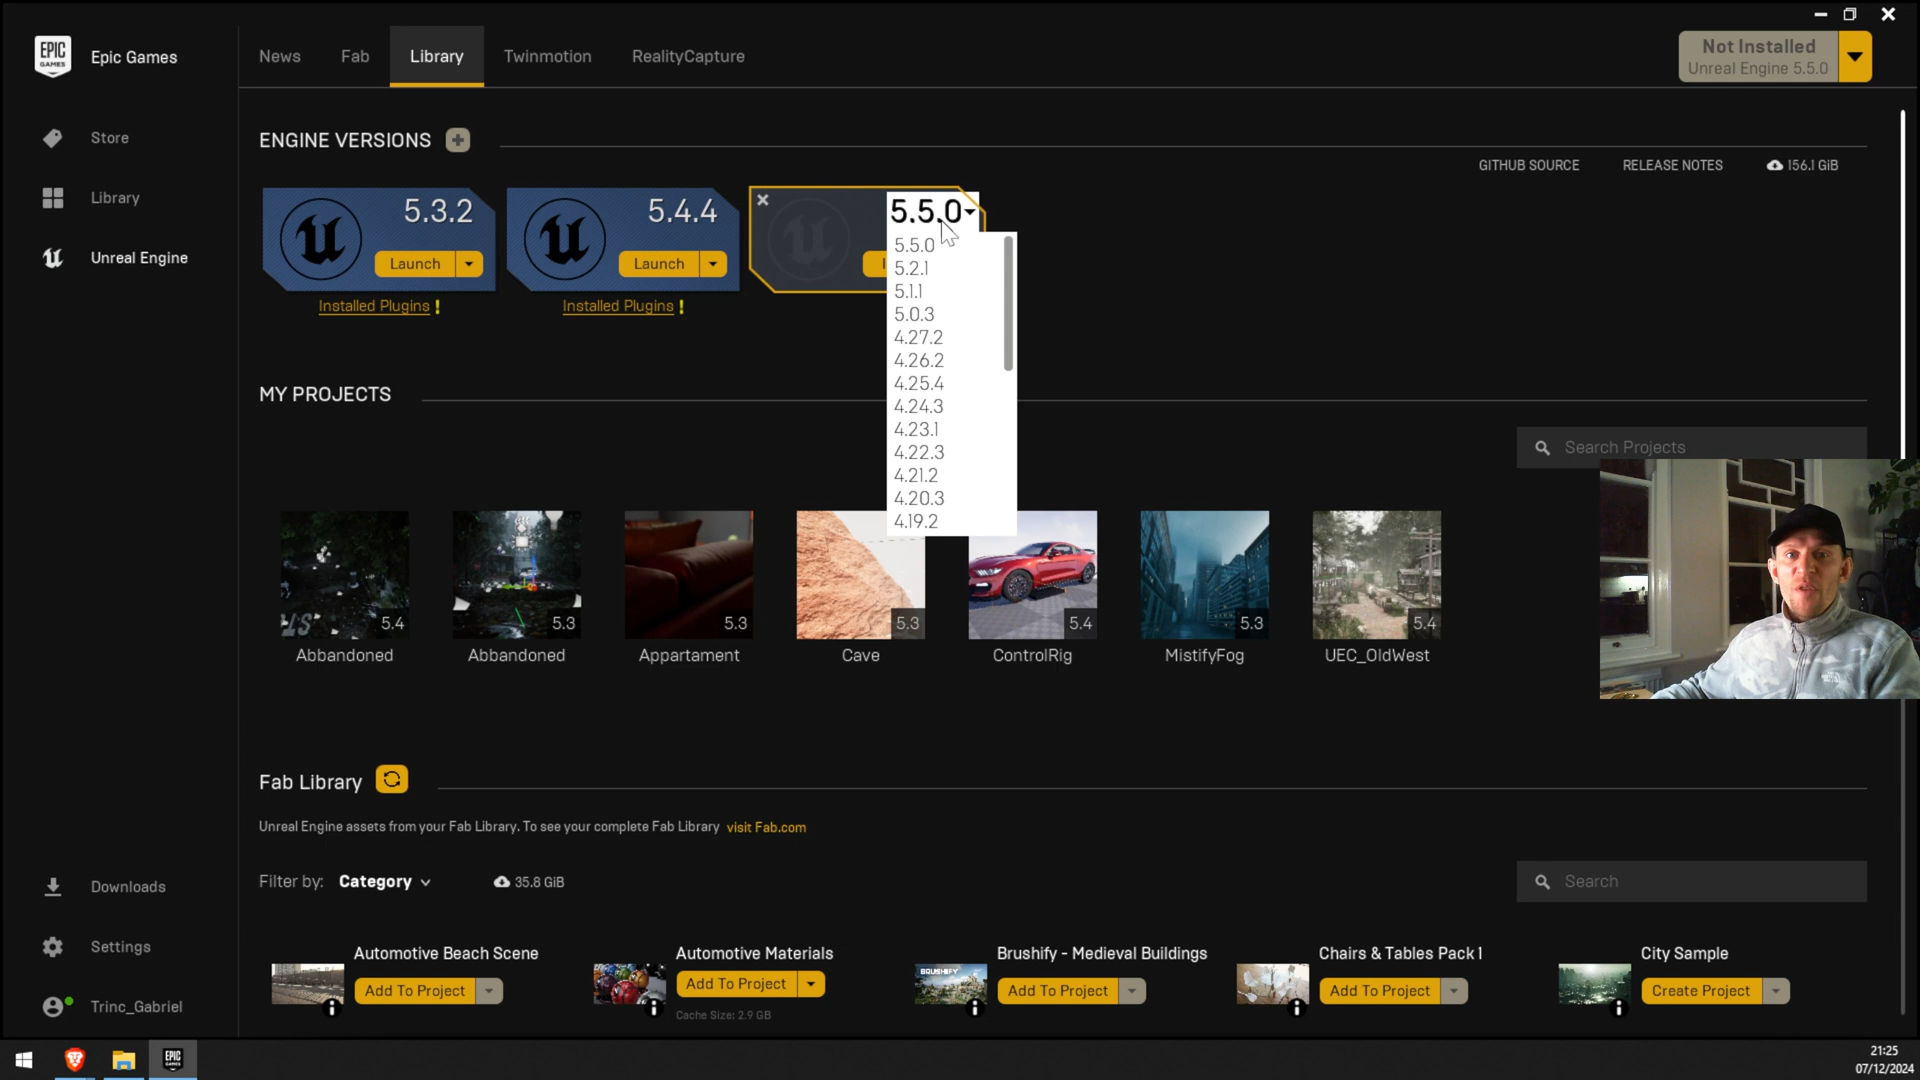 EPIC GAMES
Epic Games
News
Fab
Library
Twinmotion
RealityCapture
Not Installed
Unreal Engine 5.5.0
Store
Library
Unreal Engine
ENGINE VERSIONS
GITHUB SOURCE
RELEASE NOTES
156.1 GiB
5.3.2
Launch
Installed Plugins !
5.4.4
Launch
Installed Plugins !
5.5.0
5.5.0
5.2.1
5.1.1
5.0.3
4.27.2
4.26.2
4.25.4
4.24.3
4.23.1
4.22.3
4.21.2
4.20.3
4.19.2
MY PROJECTS
Search Projects
5.4
Abbandoned
5.3
Abbandoned
5.3
Appartament
5.3
Cave
5.4
ControlRig
5.3
MistifyFog
5.4
UEC_OldWest
Fab Library
Unreal Engine assets from your Fab Library. To see your complete Fab Library visit Fab.com
Filter by: Category
35.8 GiB
Search
Automotive Beach Scene
Add To Project
Automotive Materials
Add To Project
Cache Size: 2.9 GB
BRUSHIFY
Brushify - Medieval Buildings
Add To Project
Chairs & Tables Pack 1
Add To Project
City Sample
Create Project
Downloads
Settings
Trinc_Gabriel
EPIC GAMES
21:25
07/12/2024